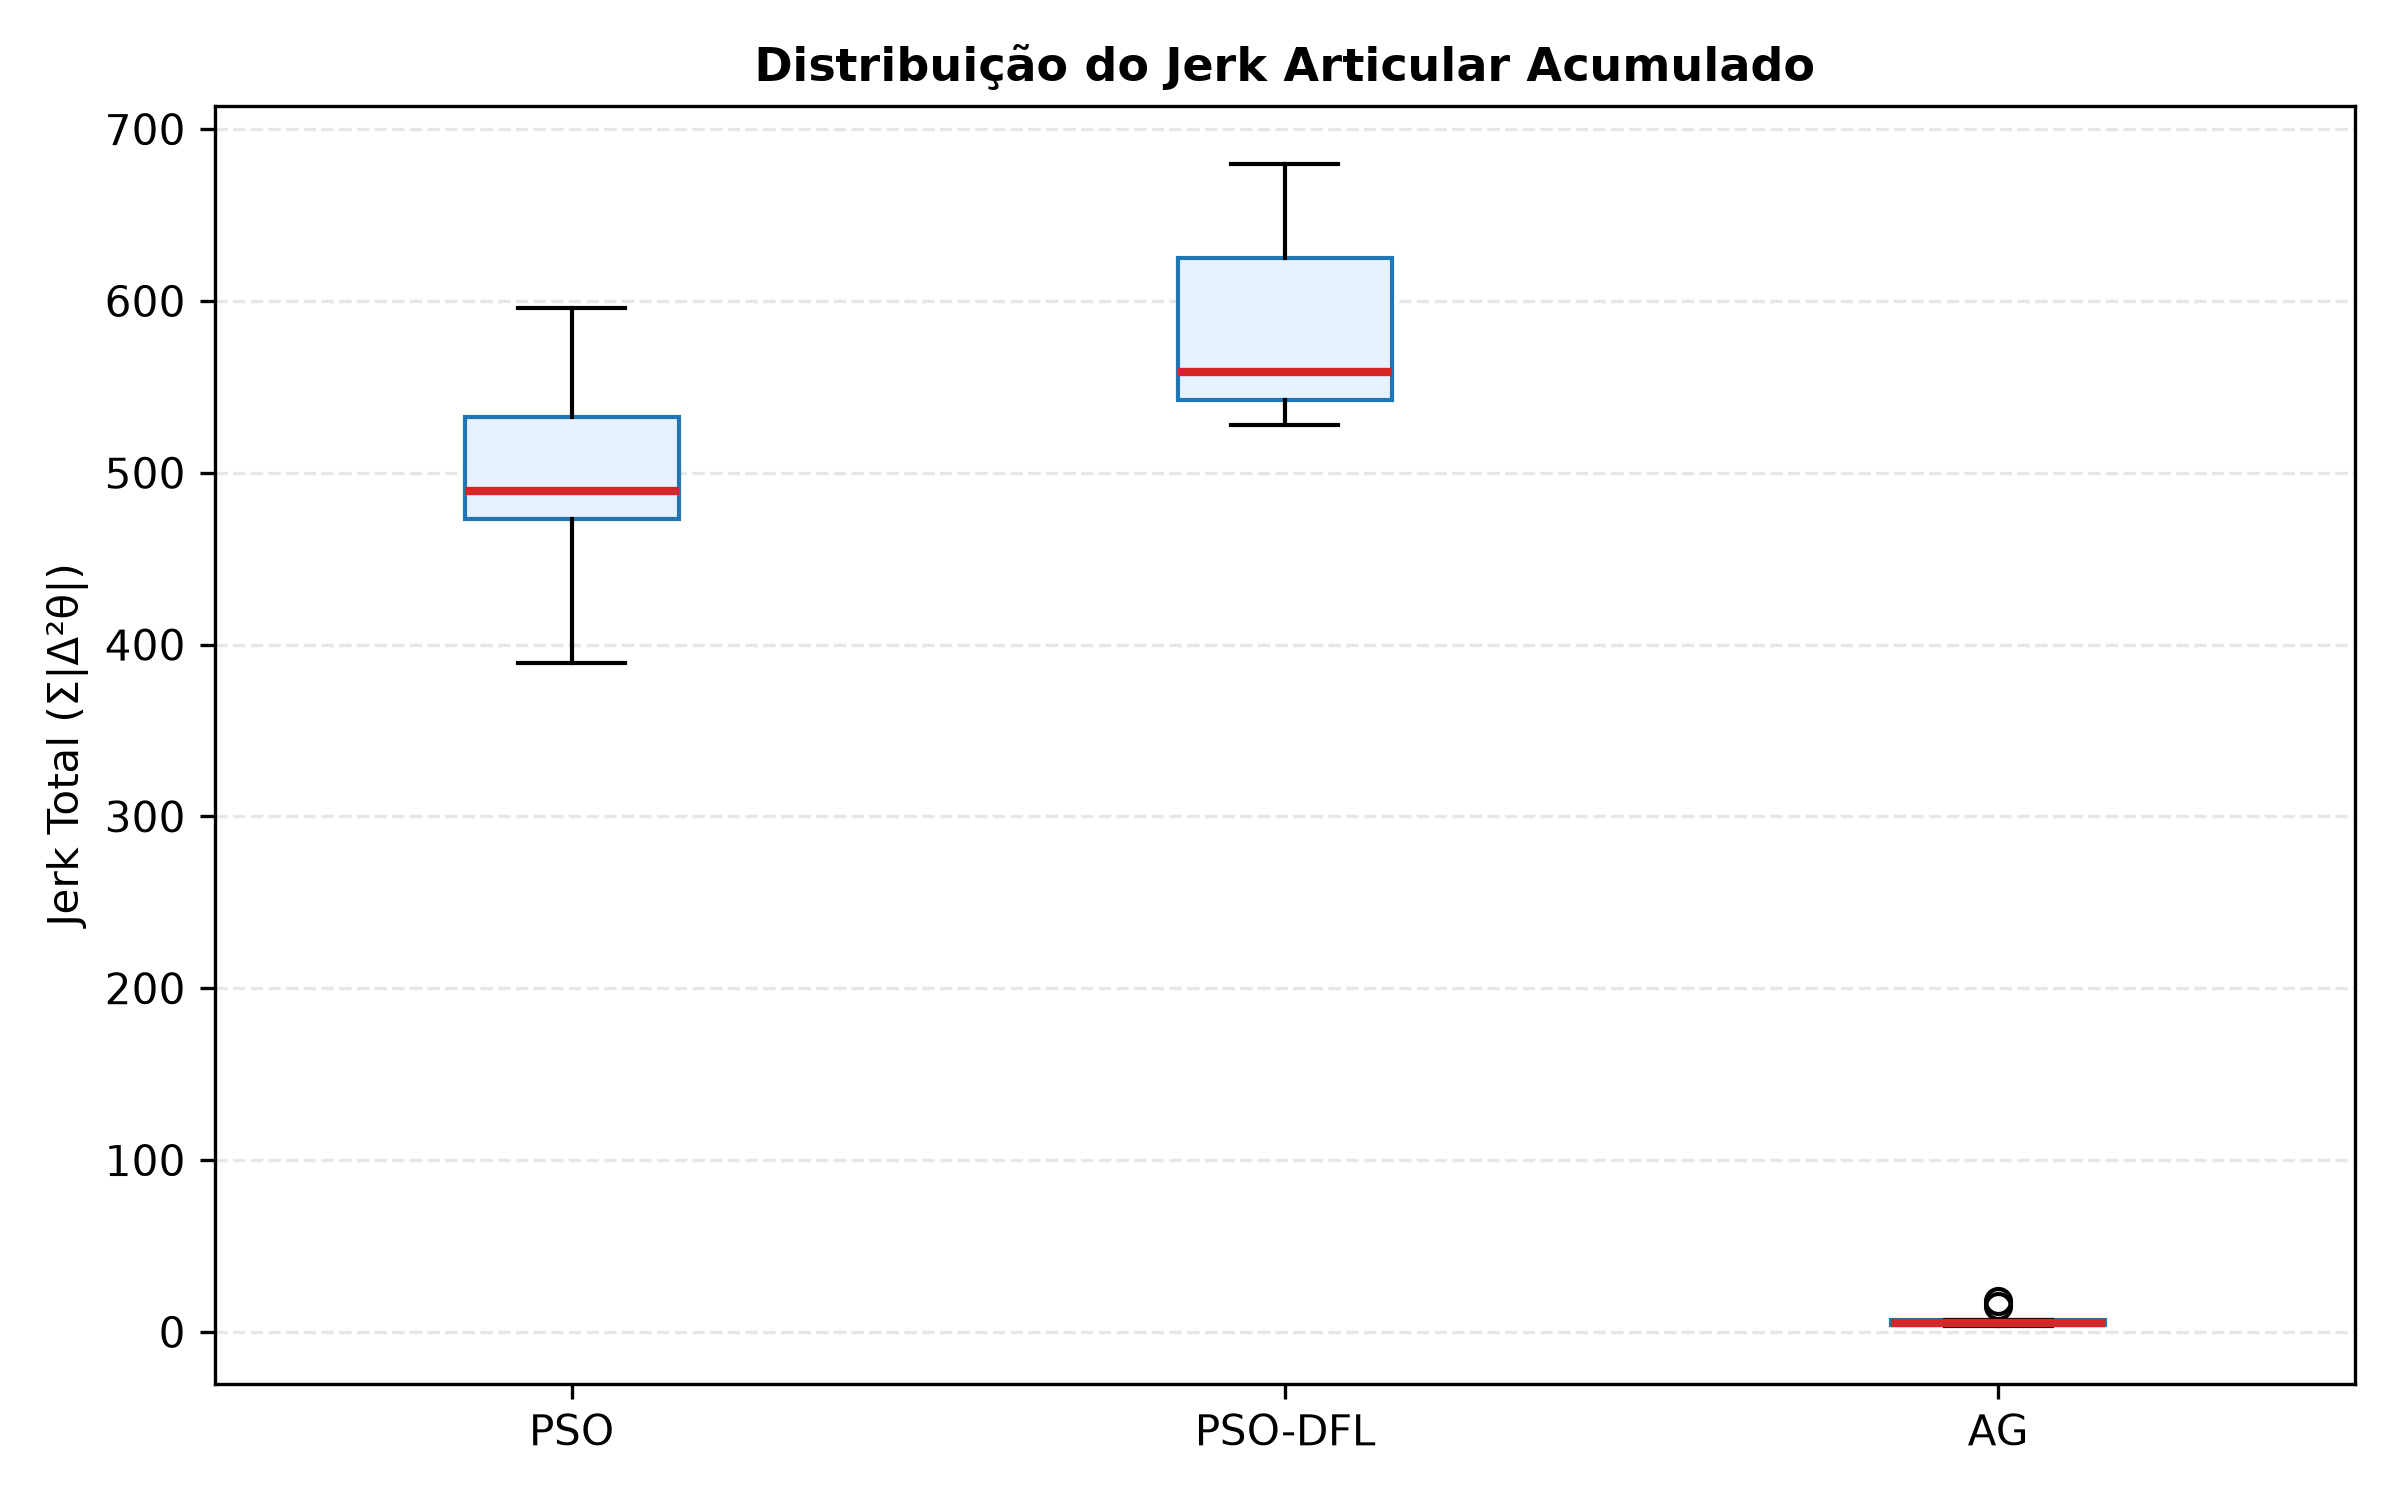 Distribuição do Jerk Articular Acumulado
Jerk Total (Σ|Δ²θ|)
700
600
500
400
300
200
100
0
PSO
PSO-DFL
AG